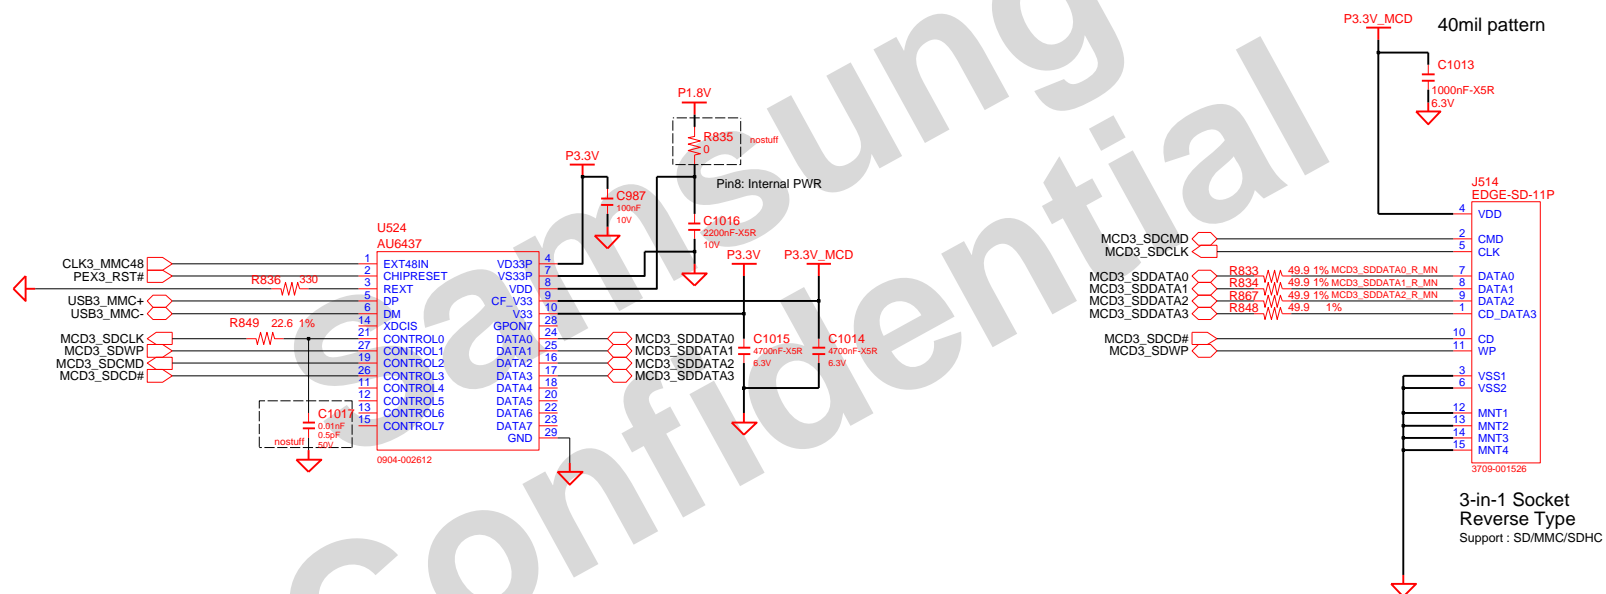 P3.3V_MCD
40mil pattern
C1013
1000nF-X5R
6.3V
P1.8V
R835
0
nostuff
Pin8: Internal PWR
P3.3V
C987
100nF
10V
C1016
2200nF-X5R
10V
P3.3V
P3.3V_MCD
C1015
4700nF-X5R
6.3V
C1014
4700nF-X5R
6.3V
U524
AU6437
CLK3_MMC48 1 EXT48IN VD33P 4
PEX3_RST# 2 CHIPRESET VS33P 7
R836 330 3 REXT VDD 8
USB3_MMC+ 5 DP CF_V33 9
USB3_MMC- 6 DM V33 10
14 XDCIS GPON7 28
MCD3_SDCLK R849 22.6 1% 21 CONTROL0 DATA0 24 MCD3_SDDATA0
MCD3_SDWP 27 CONTROL1 DATA1 25 MCD3_SDDATA1
MCD3_SDCMD 19 CONTROL2 DATA2 16 MCD3_SDDATA2
MCD3_SDCD# 26 CONTROL3 DATA3 17 MCD3_SDDATA3
11 CONTROL4 DATA4 18
12 CONTROL5 DATA5 20
13 CONTROL6 DATA6 22
15 CONTROL7 DATA7 23
GND 29
0904-002612
C1017
0.01nF
0.5pF
50V
nostuff
J514
EDGE-SD-11P
4 VDD
MCD3_SDCMD 2 CMD
MCD3_SDCLK 5 CLK
MCD3_SDDATA0 R833 49.9 1% MCD3_SDDATA0_R_MN 7 DATA0
MCD3_SDDATA1 R834 49.9 1% MCD3_SDDATA1_R_MN 8 DATA1
MCD3_SDDATA2 R867 49.9 1% MCD3_SDDATA2_R_MN 9 DATA2
MCD3_SDDATA3 R848 49.9 1% 1 CD_DATA3
MCD3_SDCD# 10 CD
MCD3_SDWP 11 WP
3 VSS1
6 VSS2
12 MNT1
13 MNT2
14 MNT3
15 MNT4
3709-001526
3-in-1 Socket
Reverse Type
Support : SD/MMC/SDHC
Samsung
Confidential